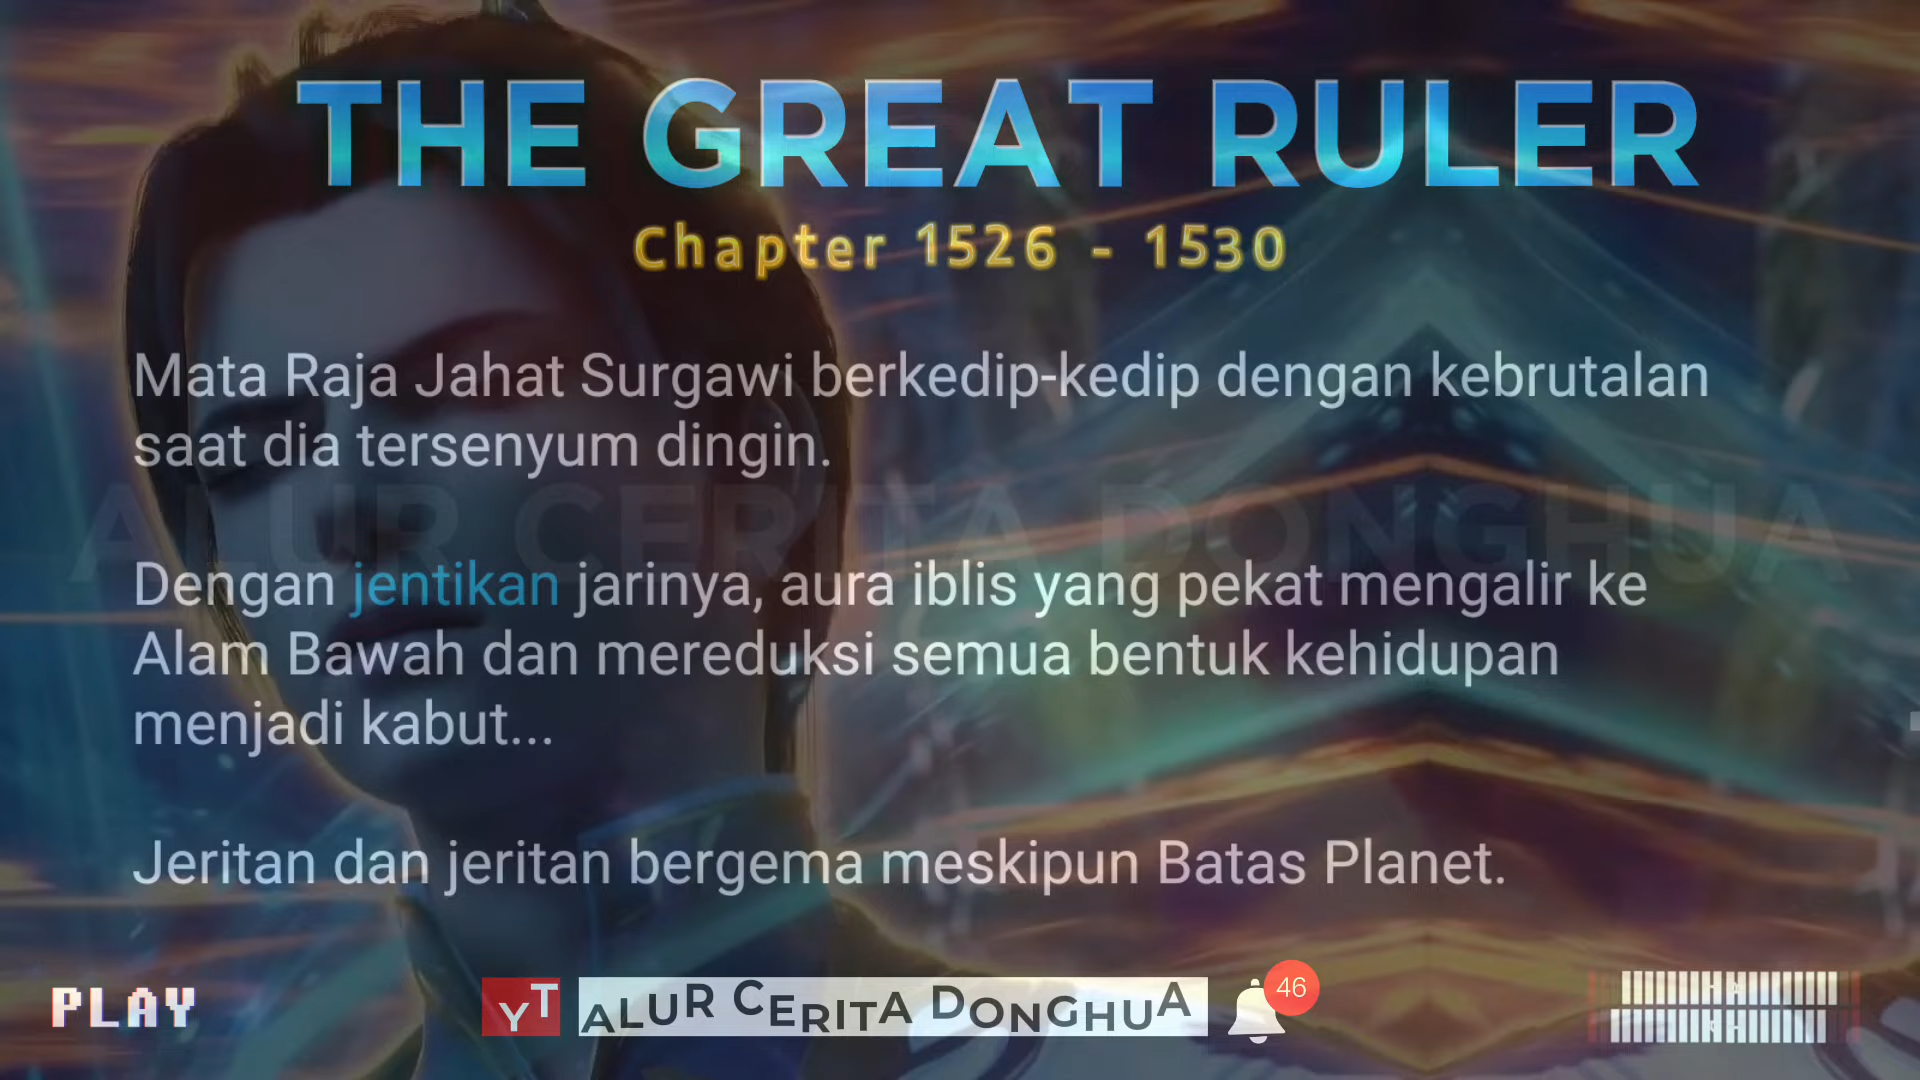 THE GREAT RULER
Chapter 1526 - 1530
Mata Raja Jahat Surgawi berkedip-kedip dengan kebrutalan
saat dia tersenyum dingin.
ALUR CERITA DONGHUA
Dengan jentikan jarinya, aura iblis yang pekat mengalir ke
Alam Bawah dan mereduksi semua bentuk kehidupan
menjadi kabut...
Jeritan dan jeritan bergema meskipun Batas Planet.
PLAY
YT ALUR CERITA DONGHUA 46